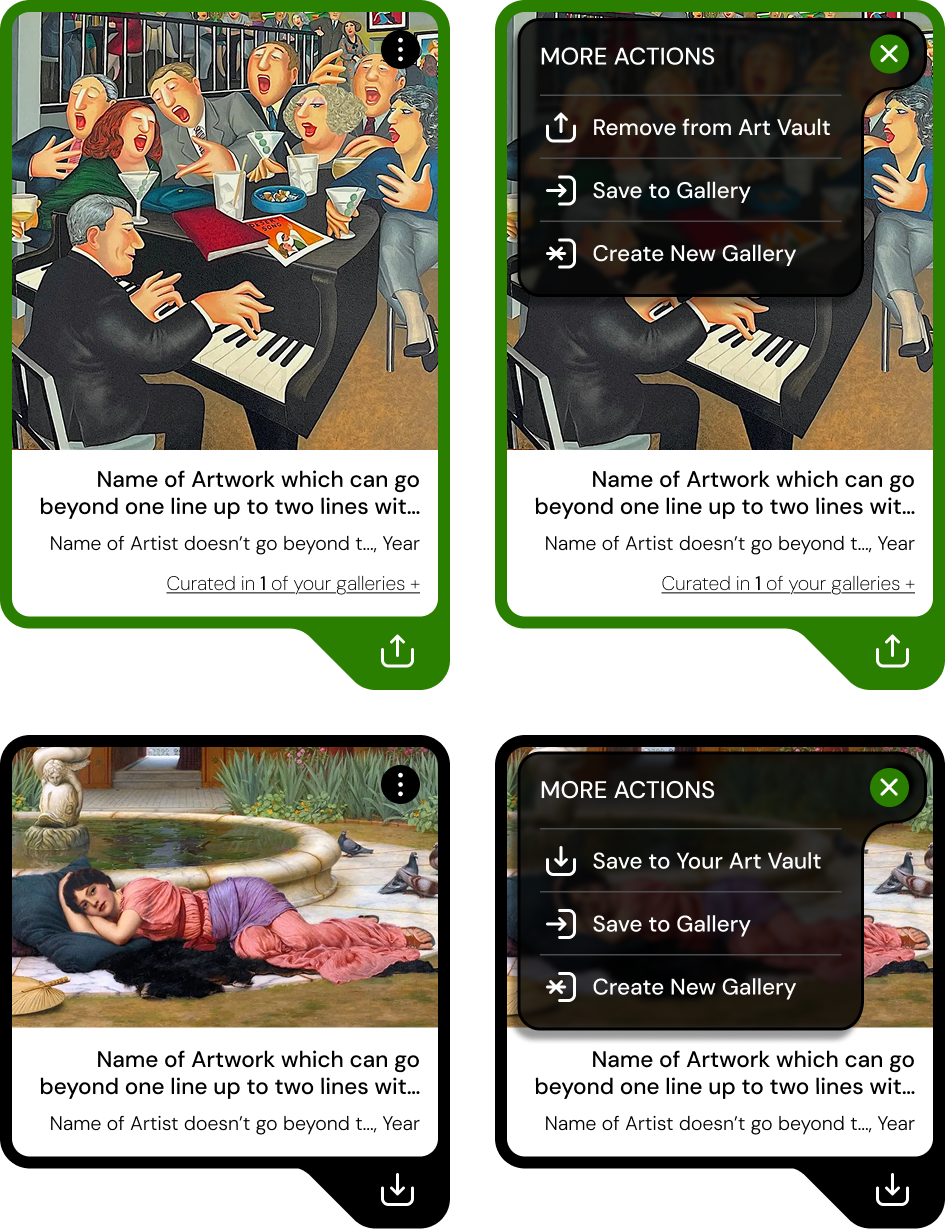 MORE ACTIONS
Remove from Art Vault
Save to Gallery
Create New Gallery
Name of Artwork which can go
beyond one line up to two lines wit...
Name of Artist doesn’t go beyond t..., Year
Curated in 1 of your galleries +
Name of Artwork which can go
beyond one line up to two lines wit...
Name of Artist doesn’t go beyond t..., Year
Curated in 1 of your galleries +
MORE ACTIONS
Save to Your Art Vault
Save to Gallery
Create New Gallery
Name of Artwork which can go
beyond one line up to two lines wit...
Name of Artist doesn’t go beyond t..., Year
Name of Artwork which can go
beyond one line up to two lines wit...
Name of Artist doesn’t go beyond t..., Year